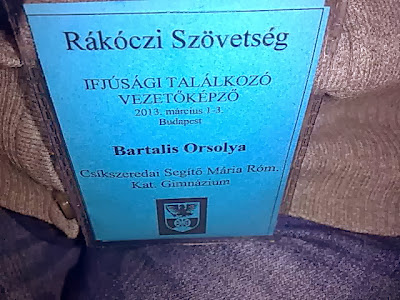 Rákóczi Szövetség
IFJÚSÁGI TALÁLKOZÓ
VEZETŐKÉPZŐ
2013. március 1-3.
Budapest
Bartalis Orsolya
Csíkszeredai Segítő Mária Róm.
Kat. Gimnázium